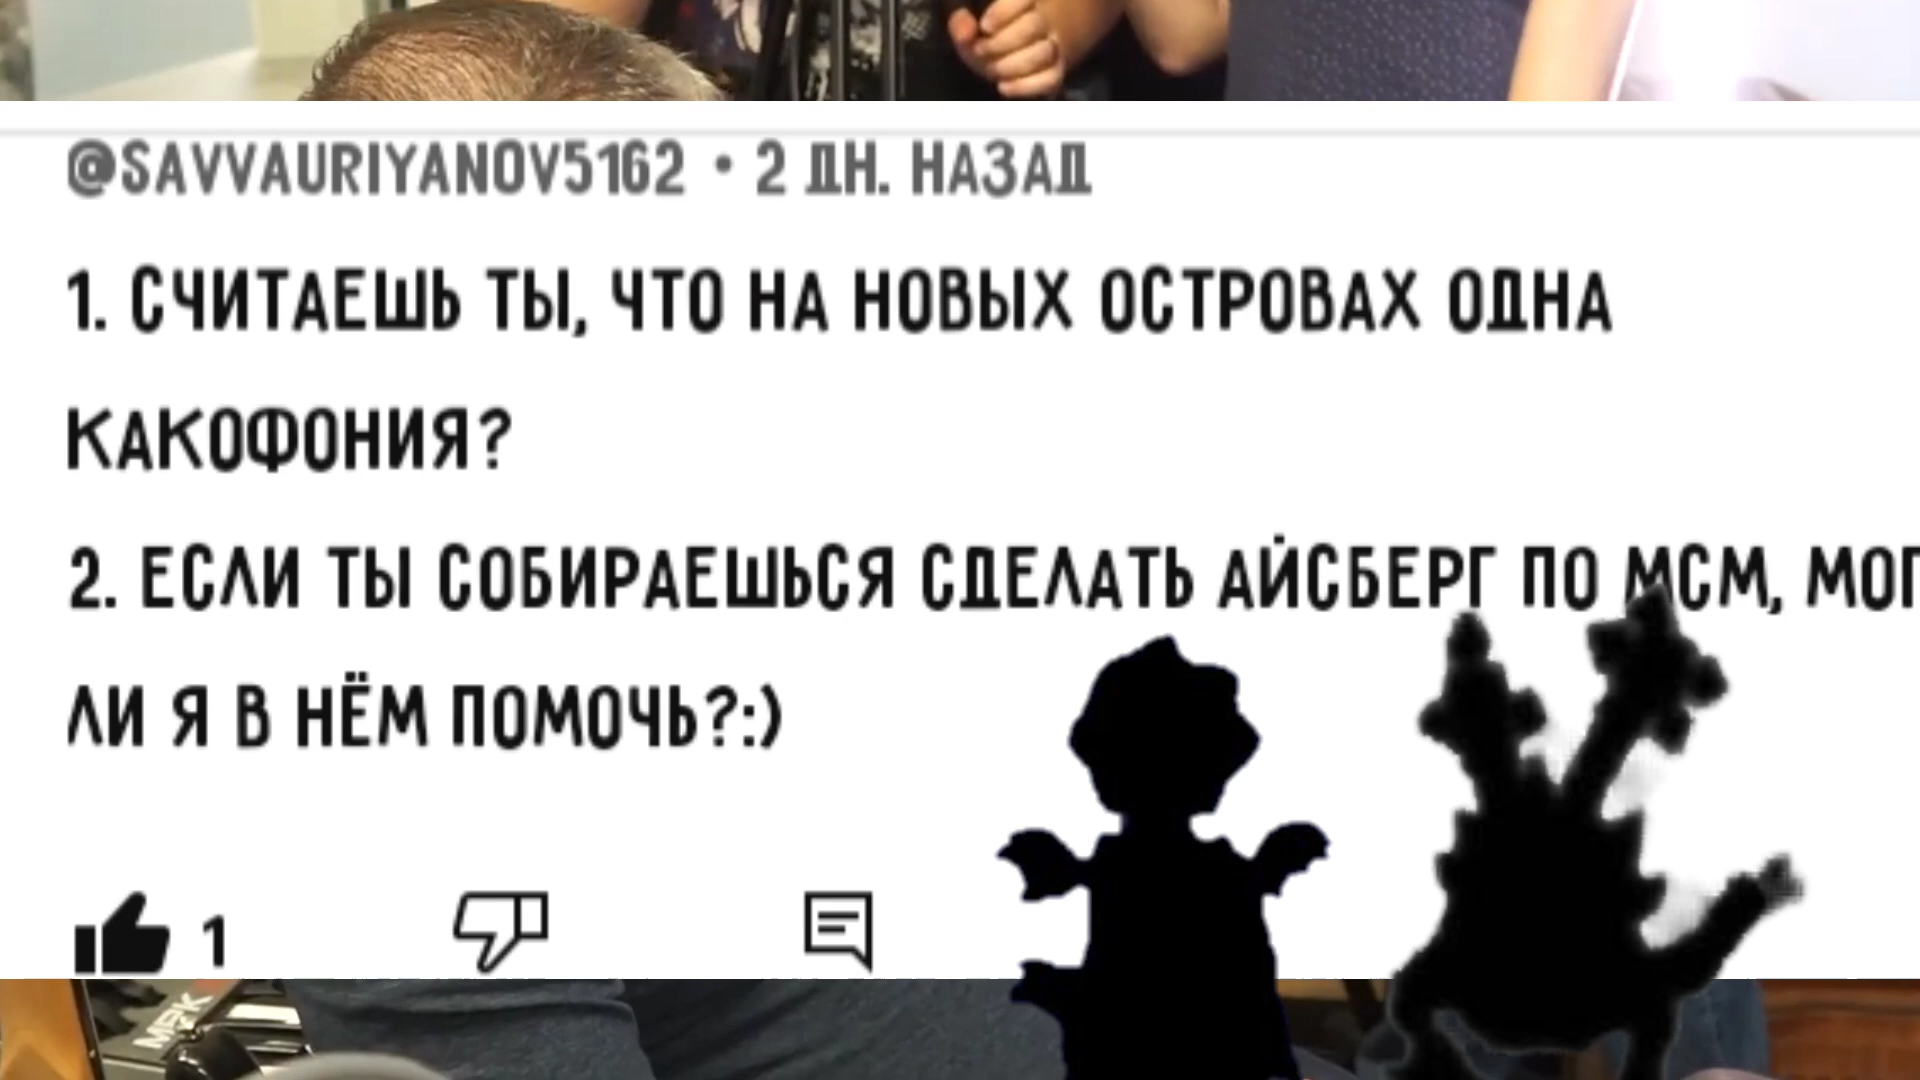 @SAVVAURIYANOV5162 • 2 ДН. НАЗАД
1. СЧИТАЕШЬ ТЫ, ЧТО НА НОВЫХ ОСТРОВАХ ОДНА
КАКОФОНИЯ?
2. ЕСЛИ ТЫ СОБИРАЕШЬСЯ СДЕЛАТЬ АЙСБЕРГ ПО МСМ,
ЛИ Я В НЁМ ПОМОЧЬ?:)
1
МРК